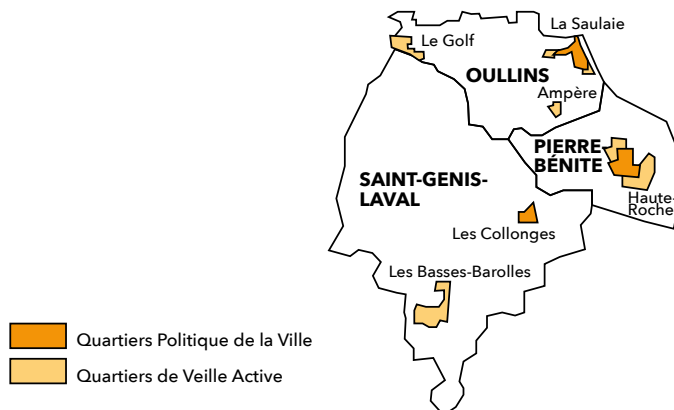 La Saulaie
Le Golf
OULLINS
Ampère
PIERRE-
BÉNITE
SAINT-GENIS-
LAVAL
Haute-
Roche
Les Collonges
Les Basses-Barolles
Quartiers Politique de la Ville
Quartiers de Veille Active